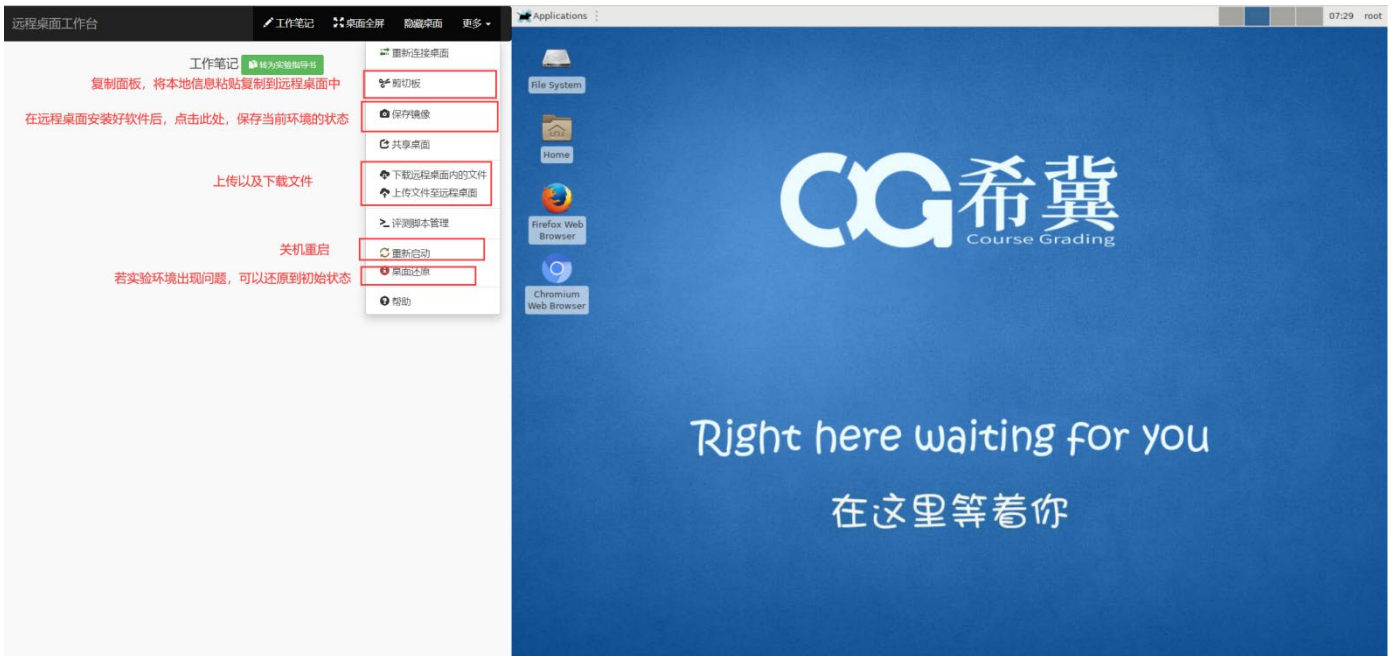 远程桌面工作台
工作笔记
桌面全屏
隐藏桌面
更多
工作笔记
转为实验指导书
复制面板，将本地信息粘贴复制到远程桌面中
在远程桌面安装好软件后，点击此处，保存当前环境的状态
上传以及下载文件
关机重启
若实验环境出现问题，可以还原到初始状态
重新连接桌面
剪切板
保存镜像
共享桌面
下载远程桌面内的文件
上传文件至远程桌面
评测脚本管理
重新启动
桌面还原
帮助
Applications
07:29 root
File System
Home
Firefox Web
Browser
Chromium
Web Browser
CG希冀
Course Grading
Right here waiting for you
在这里等着你